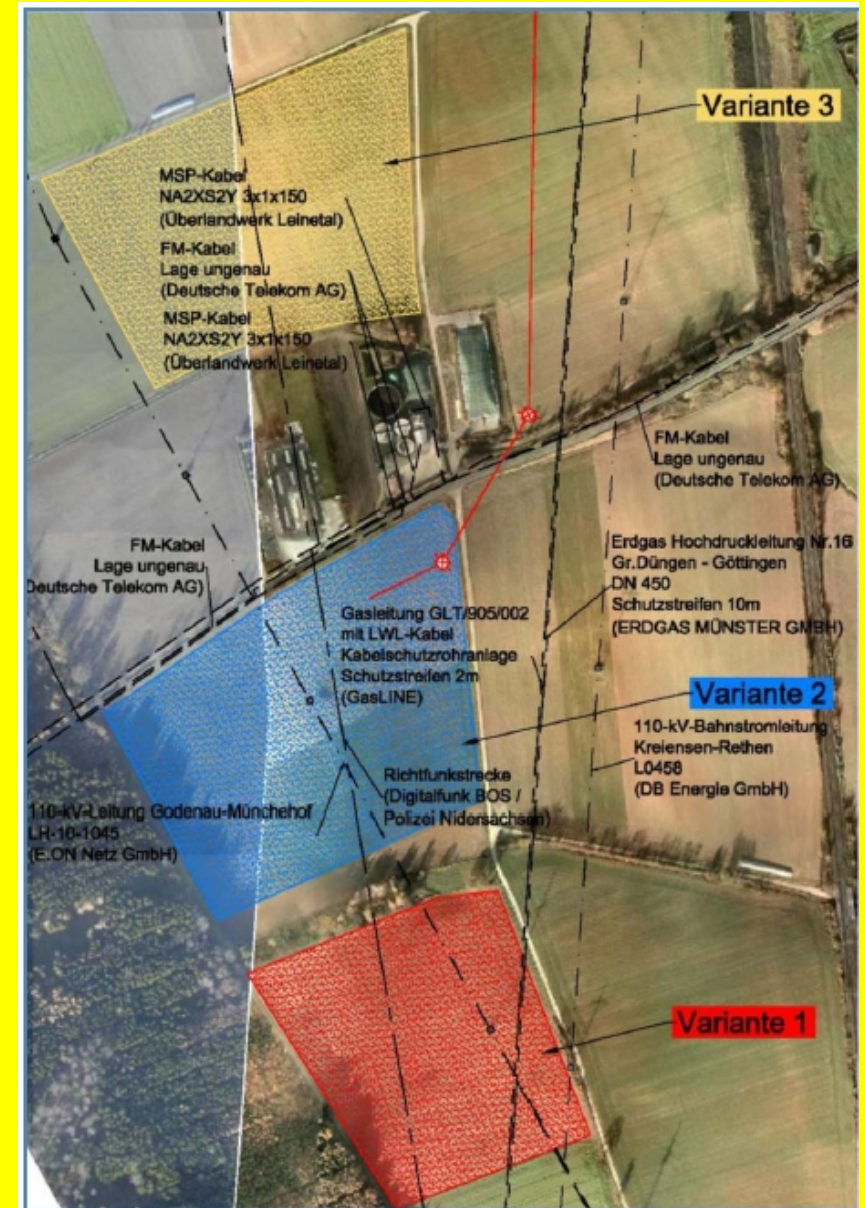 Variante 3
MSP-Kabel
NA2XS2Y 3x1x150
(Überlandwerk Leinetal)
FM-Kabel
Lage ungenau
(Deutsche Telekom AG)
MSP-Kabel
NA2XS2Y 3x1x150
(Überlandwerk Leinetal)
FM-Kabel
Lage ungenau
(Deutsche Telekom AG)
FM-Kabel
Lage ungenau
Deutsche Telekom AG)
Erdgas Hochdruckleitung Nr.16
Gr.Düngen - Göttingen
DN 450
Schutzstreifen 10m
(ERDGAS MÜNSTER GMBH)
Gasleitung GLT/905/002
mit LWL-Kabel
Kabelschutzrohranlage
Schutzstreifen 2m
(GasLINE)
Variante 2
110-kV-Bahnstromleitung
Kreiensen-Rethen
L0458
(DB Energie GmbH)
Richtfunkstrecke
(Digitalfunk BOS /
Polizei Nidersachsen)
110-kV-Leitung Godenau-Münchehof
LH-10-1045
(E.ON Netz GmbH)
Variante 1